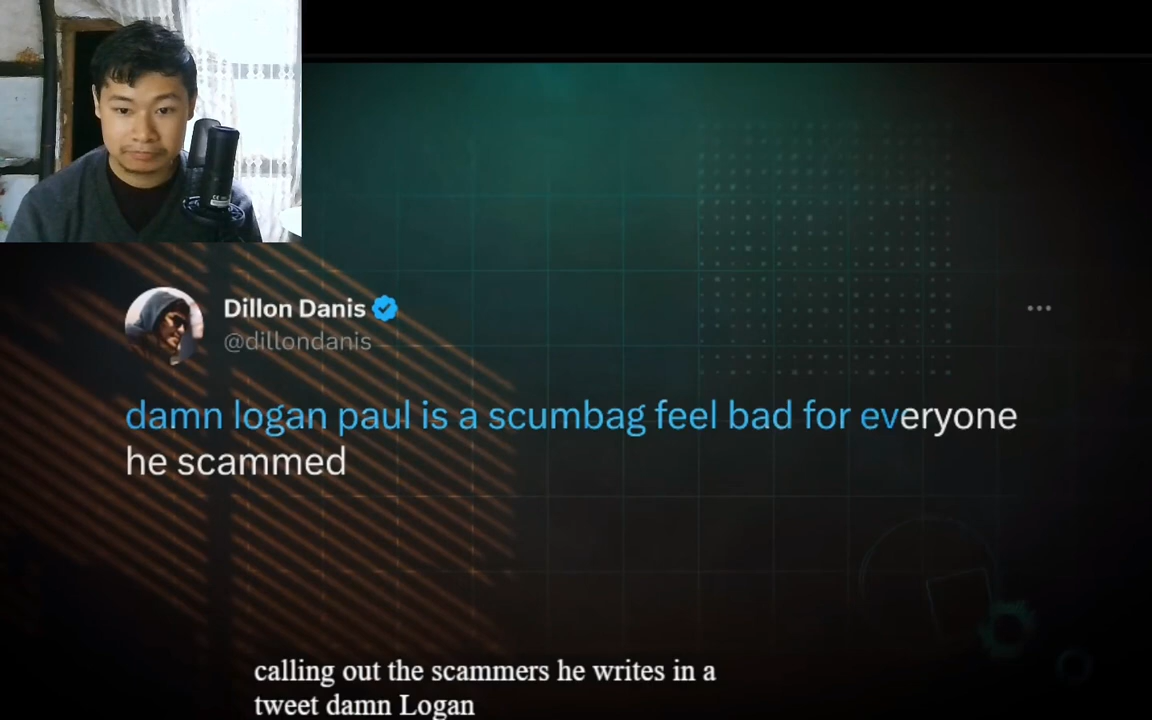 Dillon Danis
@dillondanis
damn logan paul is a scumbag feel bad for everyone
he scammed
calling out the scammers he writes in a
tweet damn Logan